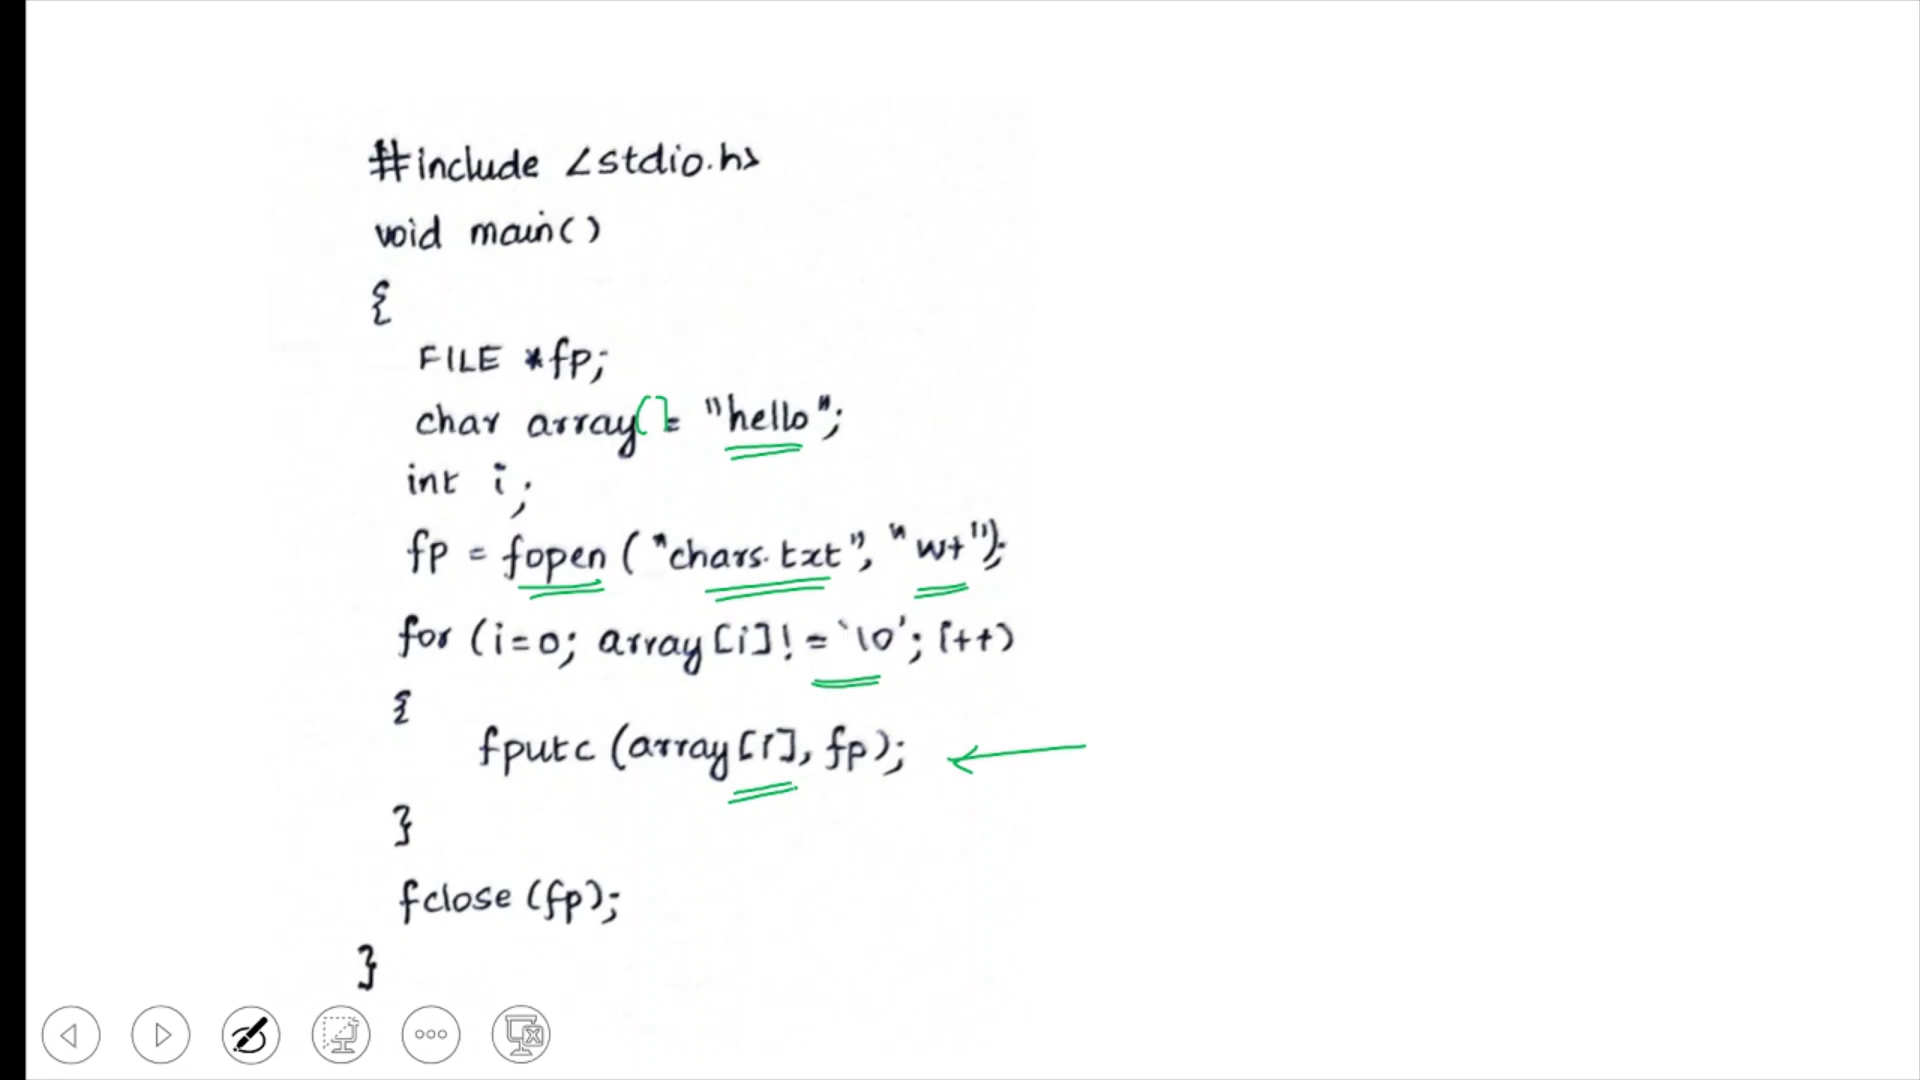 #include <stdio.h>
void main()
{
FILE *fp;
char array[]= "hello";
int i;
fp = fopen ("chars.txt", "w+");
for (i=0; array[i]!='\0'; i++)
{
fputc (array[i], fp);
}
fclose (fp);
}